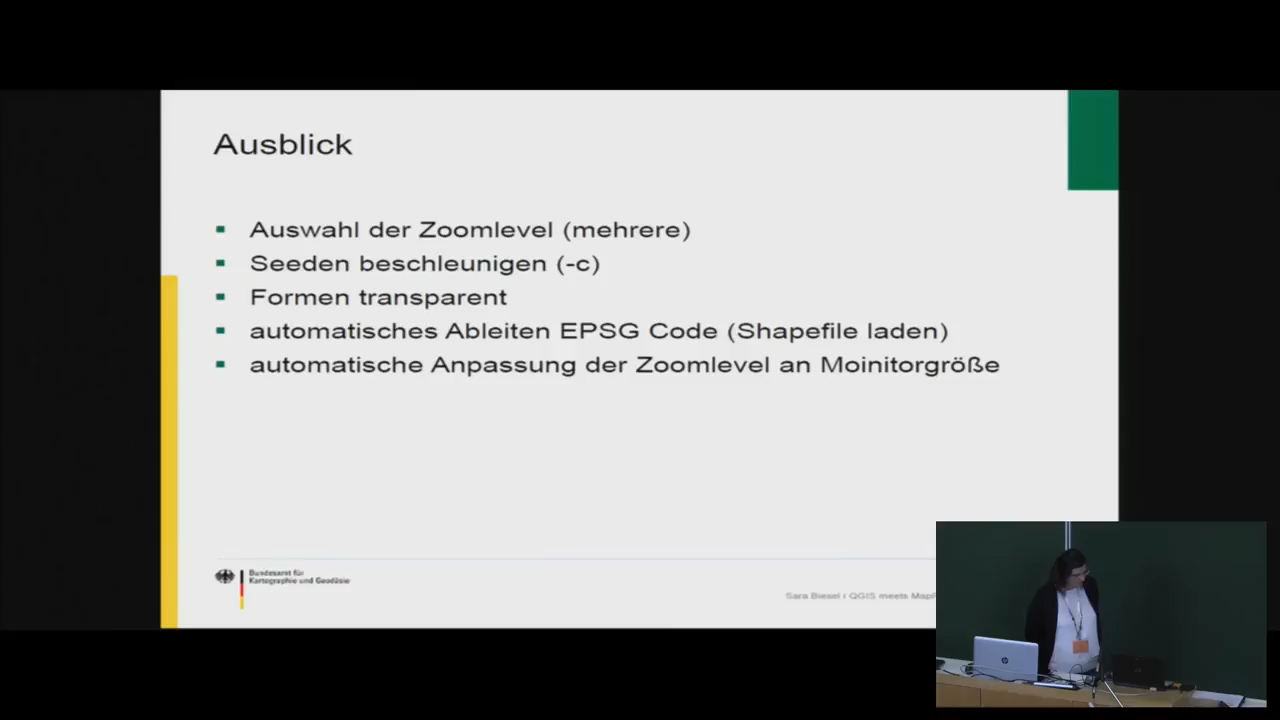 Ausblick
Auswahl der Zoomlevel (mehrere)
Seeden beschleunigen (-c)
Formen transparent
automatisches Ableiten EPSG Code (Shapefile laden)
automatische Anpassung der Zoomlevel an Moinitorgröße
Bundesamt für
Kartographie und Geodäsie
Sara Biesel I QGIS meets